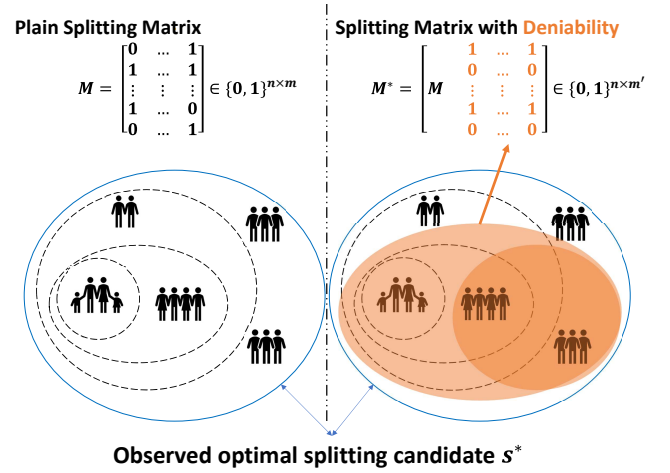 Plain Splitting Matrix
Splitting Matrix with Deniability
0 … 1
1 … 1
M = ⋮ ⋮ ⋮ ∈ {0, 1}^{n×m}
1 … 0
0 … 1
1 … 1
0 … 0
M* = M ⋮ ⋮ ⋮ ∈ {0, 1}^{n×m′}
1 … 1
0 … 0
Observed optimal splitting candidate s*